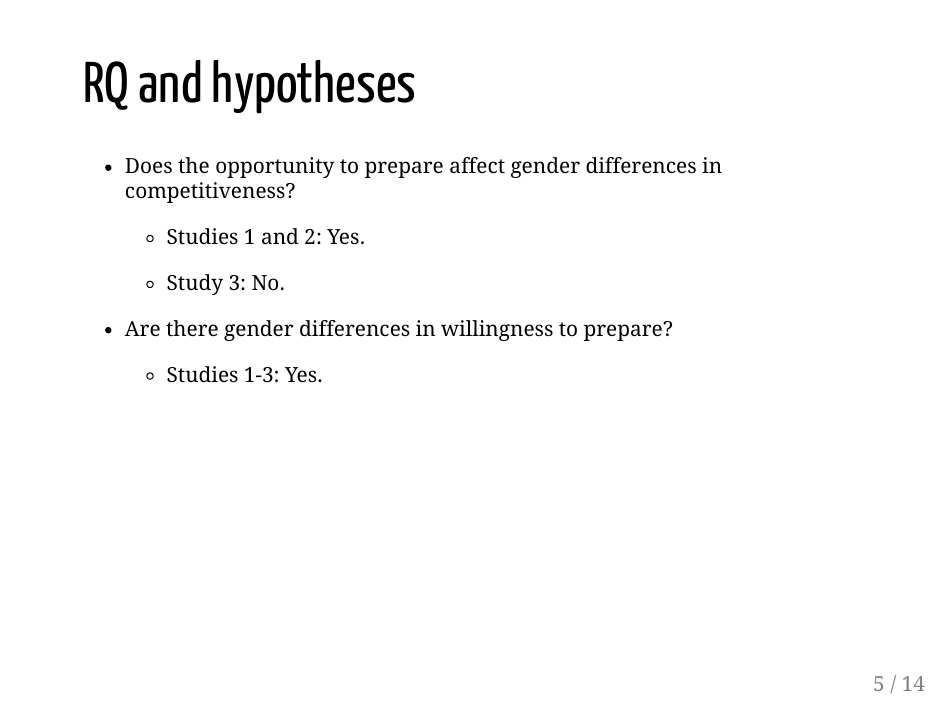 RQ and hypotheses
• Does the opportunity to prepare affect gender differences in
competitiveness?
◦ Studies 1 and 2: Yes.
◦ Study 3: No.
• Are there gender differences in willingness to prepare?
◦ Studies 1-3: Yes.
5 / 14